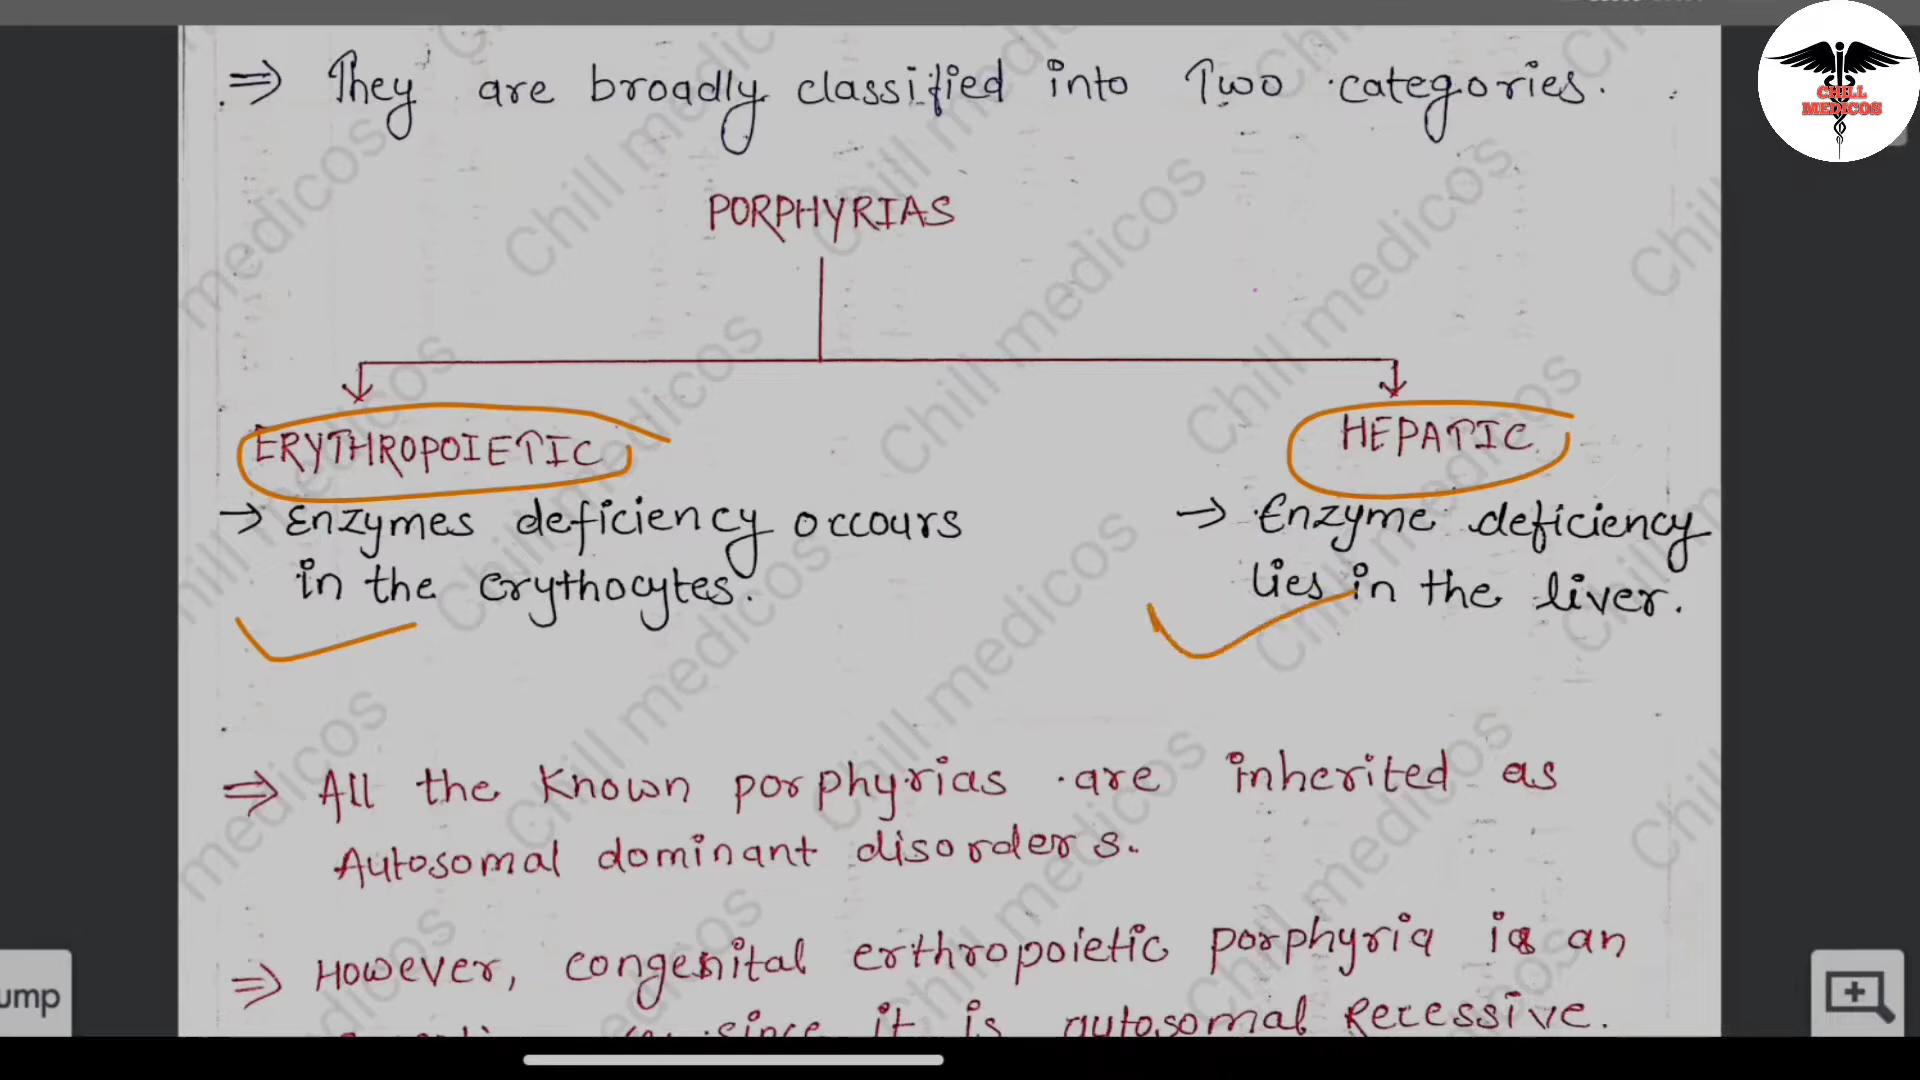 ⇒ They are broadly classified into Two categories.
CHILL
MEDICOS
PORPHYRIAS
ERYTHROPOIETIC
→ Enzymes deficiency occours
in the erythocytes.
HEPATIC
→ Enzyme deficiency
lies in the liver.
⇒ All the known porphyrias are inherited as
Autosomal dominant disorders.
⇒ However, congenital erthropoietic porphyria is an
since it is autosomal Recessive.
ump
Chill medicos